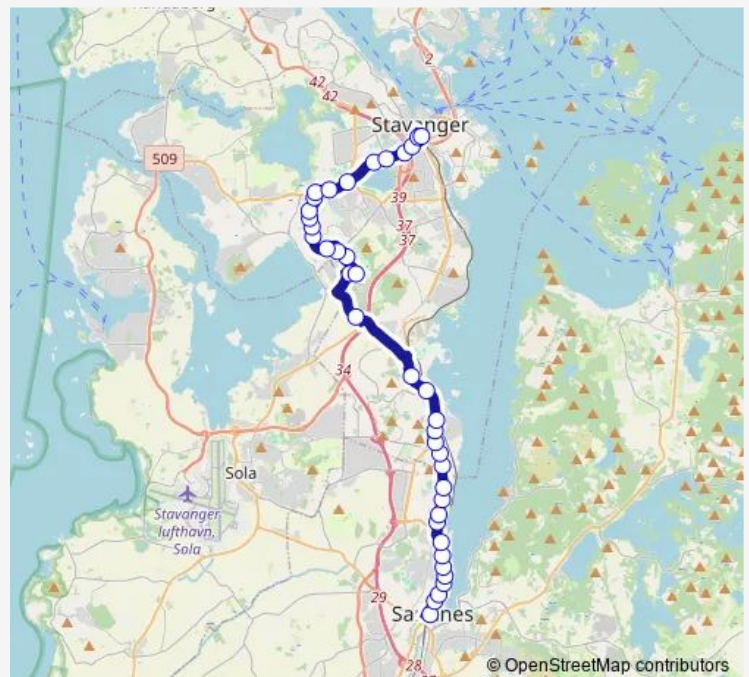 2
42
42
Stavanger
509
39
37
37
34
Sola
Stavanger
lufthavn,
Sola
29
28
© OpenStreetMap contributors